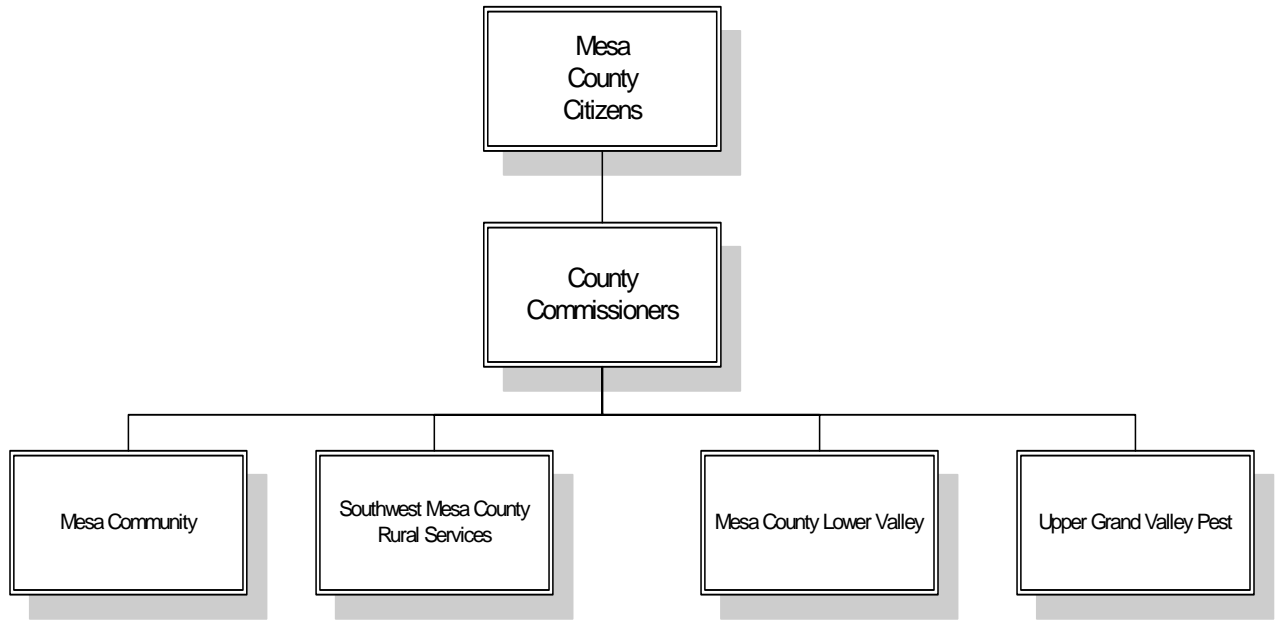 Mesa
County
Citizens
County
Commissioners
Mesa Community
Southwest Mesa County
Rural Services
Mesa County Lower Valley
Upper Grand Valley Pest